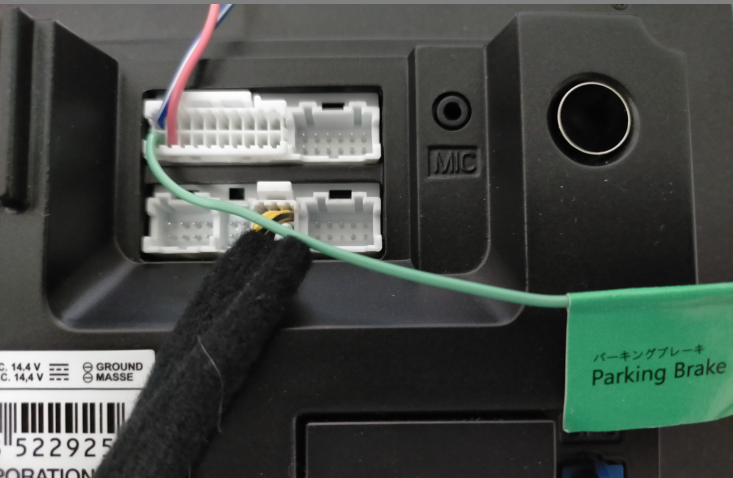 MIC
パーキングブレーキ
Parking Brake
C. 14.4 V GROUND
C. 14,4 V MASSE
522925
PORATION